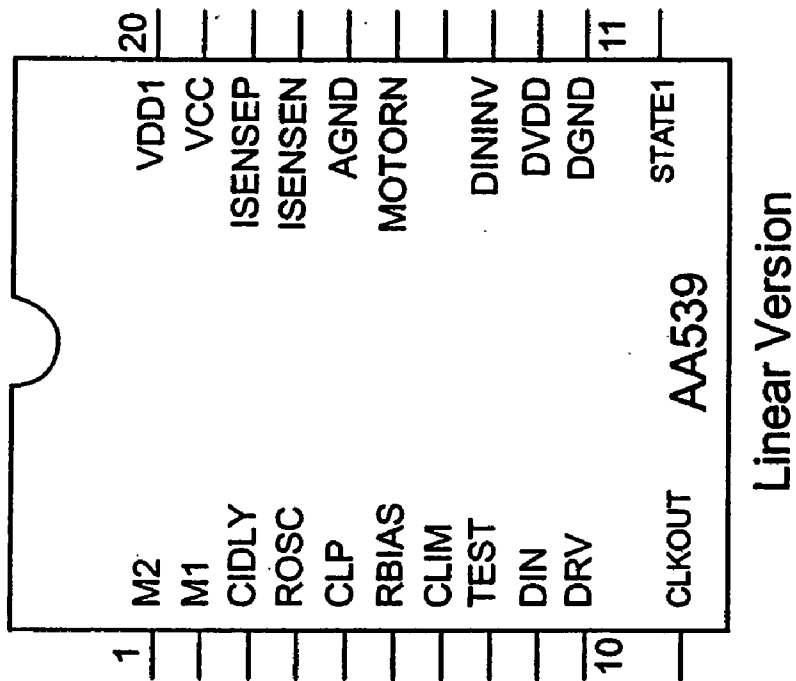 1
M2
M1
CIDLY
ROSC
CLP
RBIAS
CLIM
TEST
DIN
DRV
10
CLKOUT
20
VDD1
VCC
ISENSEP
ISENSEN
AGND
MOTORN
DININV
DVDD
DGND
11
STATE1
AA539
Linear Version